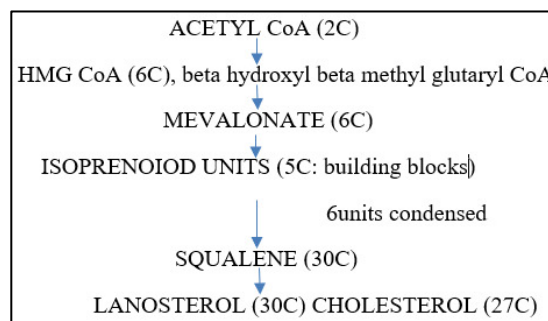 ACETYL CoA (2C)
HMG CoA (6C), beta hydroxyl beta methyl glutaryl CoA
MEVALONATE (6C)
ISOPRENOIOD UNITS (5C: building blocks)
6units condensed
SQUALENE (30C)
LANOSTEROL (30C) CHOLESTEROL (27C)